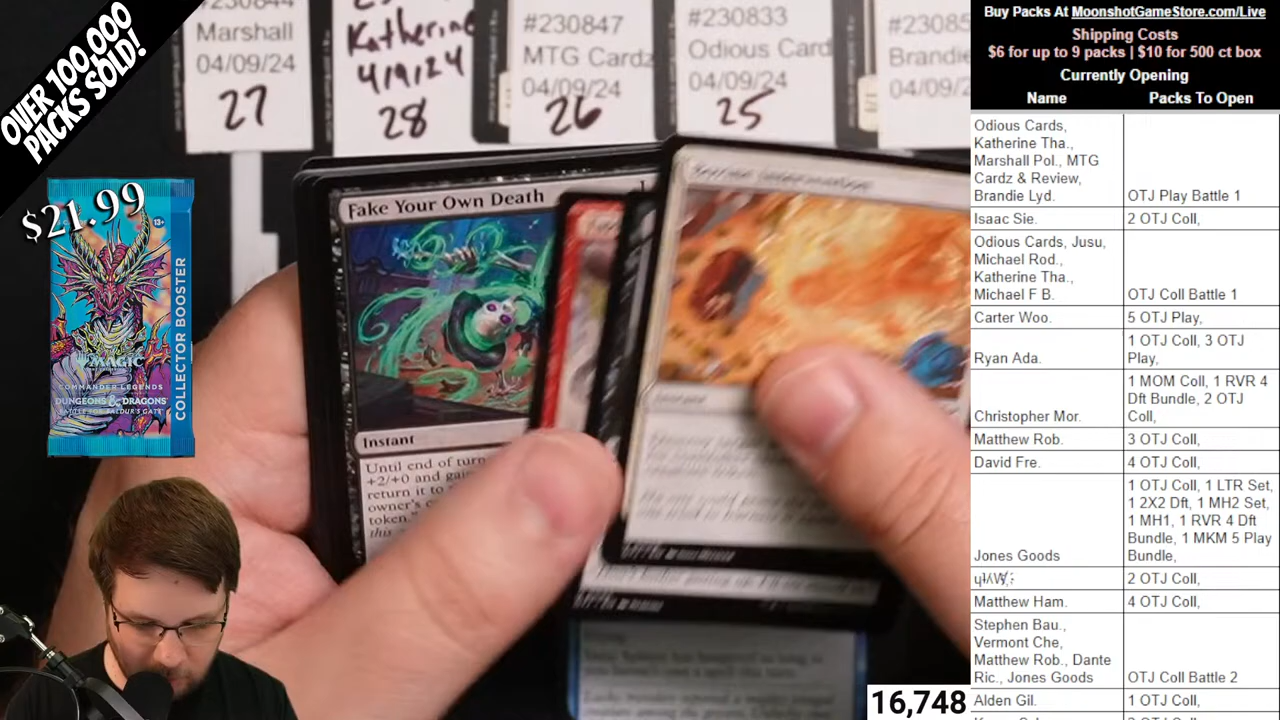 OVER 100,000
PACKS SOLD!
$21.99
13+
MAGIC
COMMANDER LEGENDS
DUNGEONS & DRAGONS
BATTLE FOR BALDUR'S GATE
COLLECTOR BOOSTER
#230844
Marshall
04/09/24
27
Katherine
4/9/24
28
#230847
MTG Cardz
04/09/24
26
#230833
Odious Card
04/09/24
25
#23085
Brandie
04/09/2
Fake Your Own Death
Instant
Until end of turn
+2/+0 and gai
return it to
owner's c
token.
this
16,748
Buy Packs At MoonshotGameStore.com/Live
Shipping Costs
$6 for up to 9 packs | $10 for 500 ct box
Currently Opening
Name Packs To Open
Odious Cards,
Katherine Tha.,
Marshall Pol., MTG
Cardz & Review,
Brandie Lyd. OTJ Play Battle 1
Isaac Sie. 2 OTJ Coll,
Odious Cards, Jusu,
Michael Rod.,
Katherine Tha.,
Michael F B. OTJ Coll Battle 1
Carter Woo. 5 OTJ Play,
Ryan Ada. 1 OTJ Coll, 3 OTJ
Play,
Christopher Mor. 1 MOM Coll, 1 RVR 4
Dft Bundle, 2 OTJ
Coll,
Matthew Rob. 3 OTJ Coll,
David Fre. 4 OTJ Coll,
Jones Goods 1 OTJ Coll, 1 LTR Set,
1 2X2 Dft, 1 MH2 Set,
1 MH1, 1 RVR 4 Dft
Bundle, 1 MKM 5 Play
Bundle,
2 OTJ Coll,
Matthew Ham. 4 OTJ Coll,
Stephen Bau.,
Vermont Che,
Matthew Rob., Dante
Ric., Jones Goods OTJ Coll Battle 2
Alden Gil. 1 OTJ Coll,